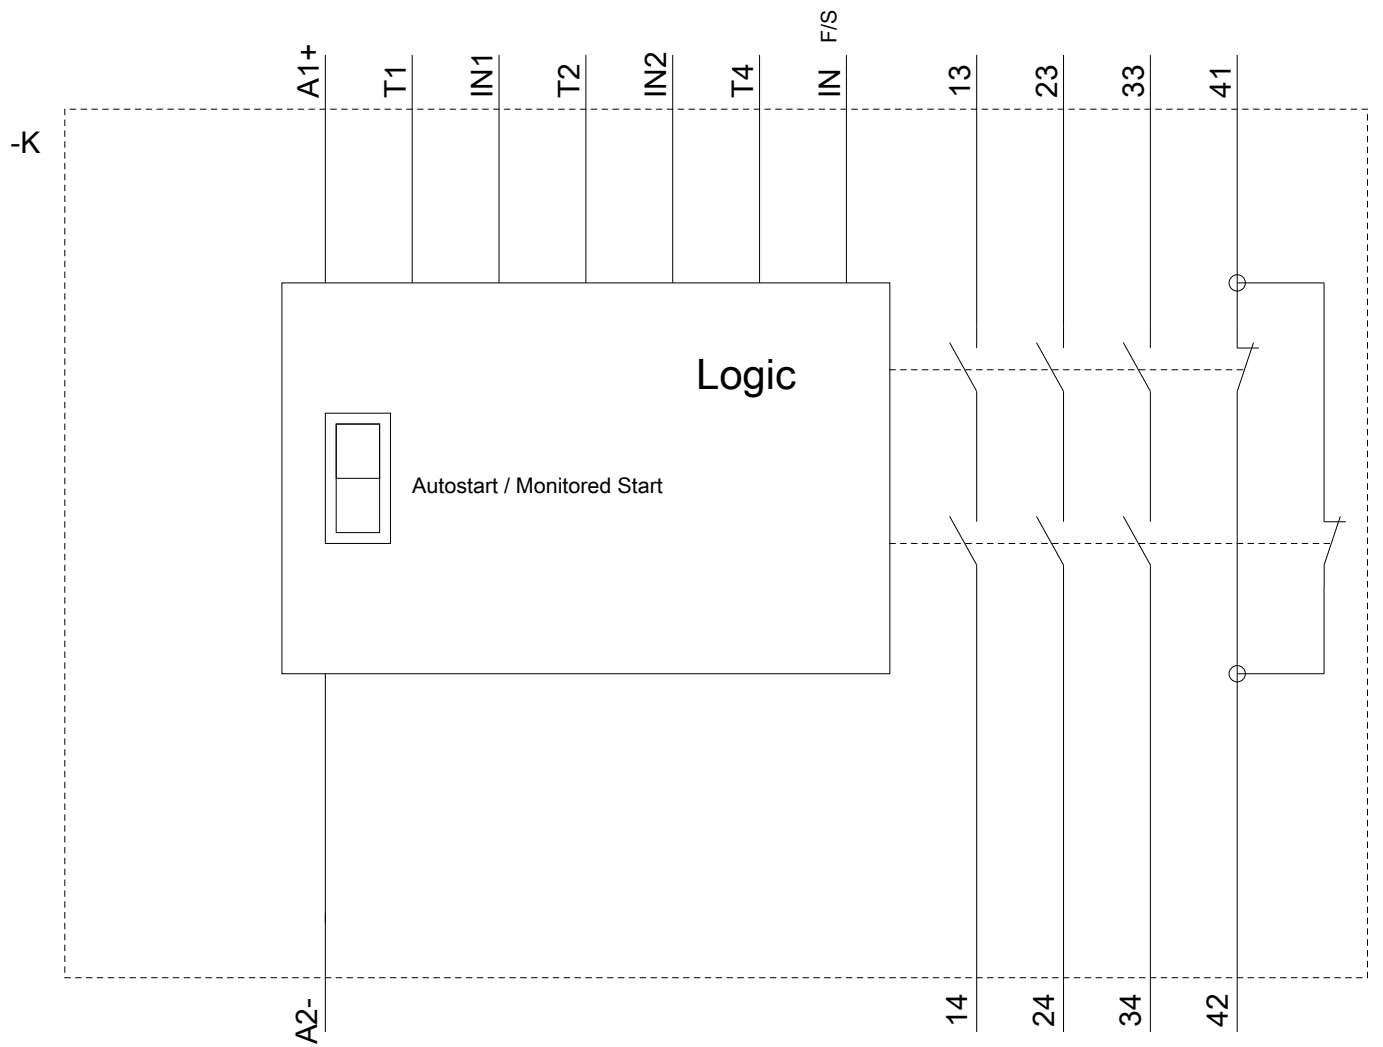 F/S
A1+
T1
IN1
T2
IN2
T4
IN
13
23
33
41
-K
Logic
Autostart / Monitored Start
A2-
14
24
34
42